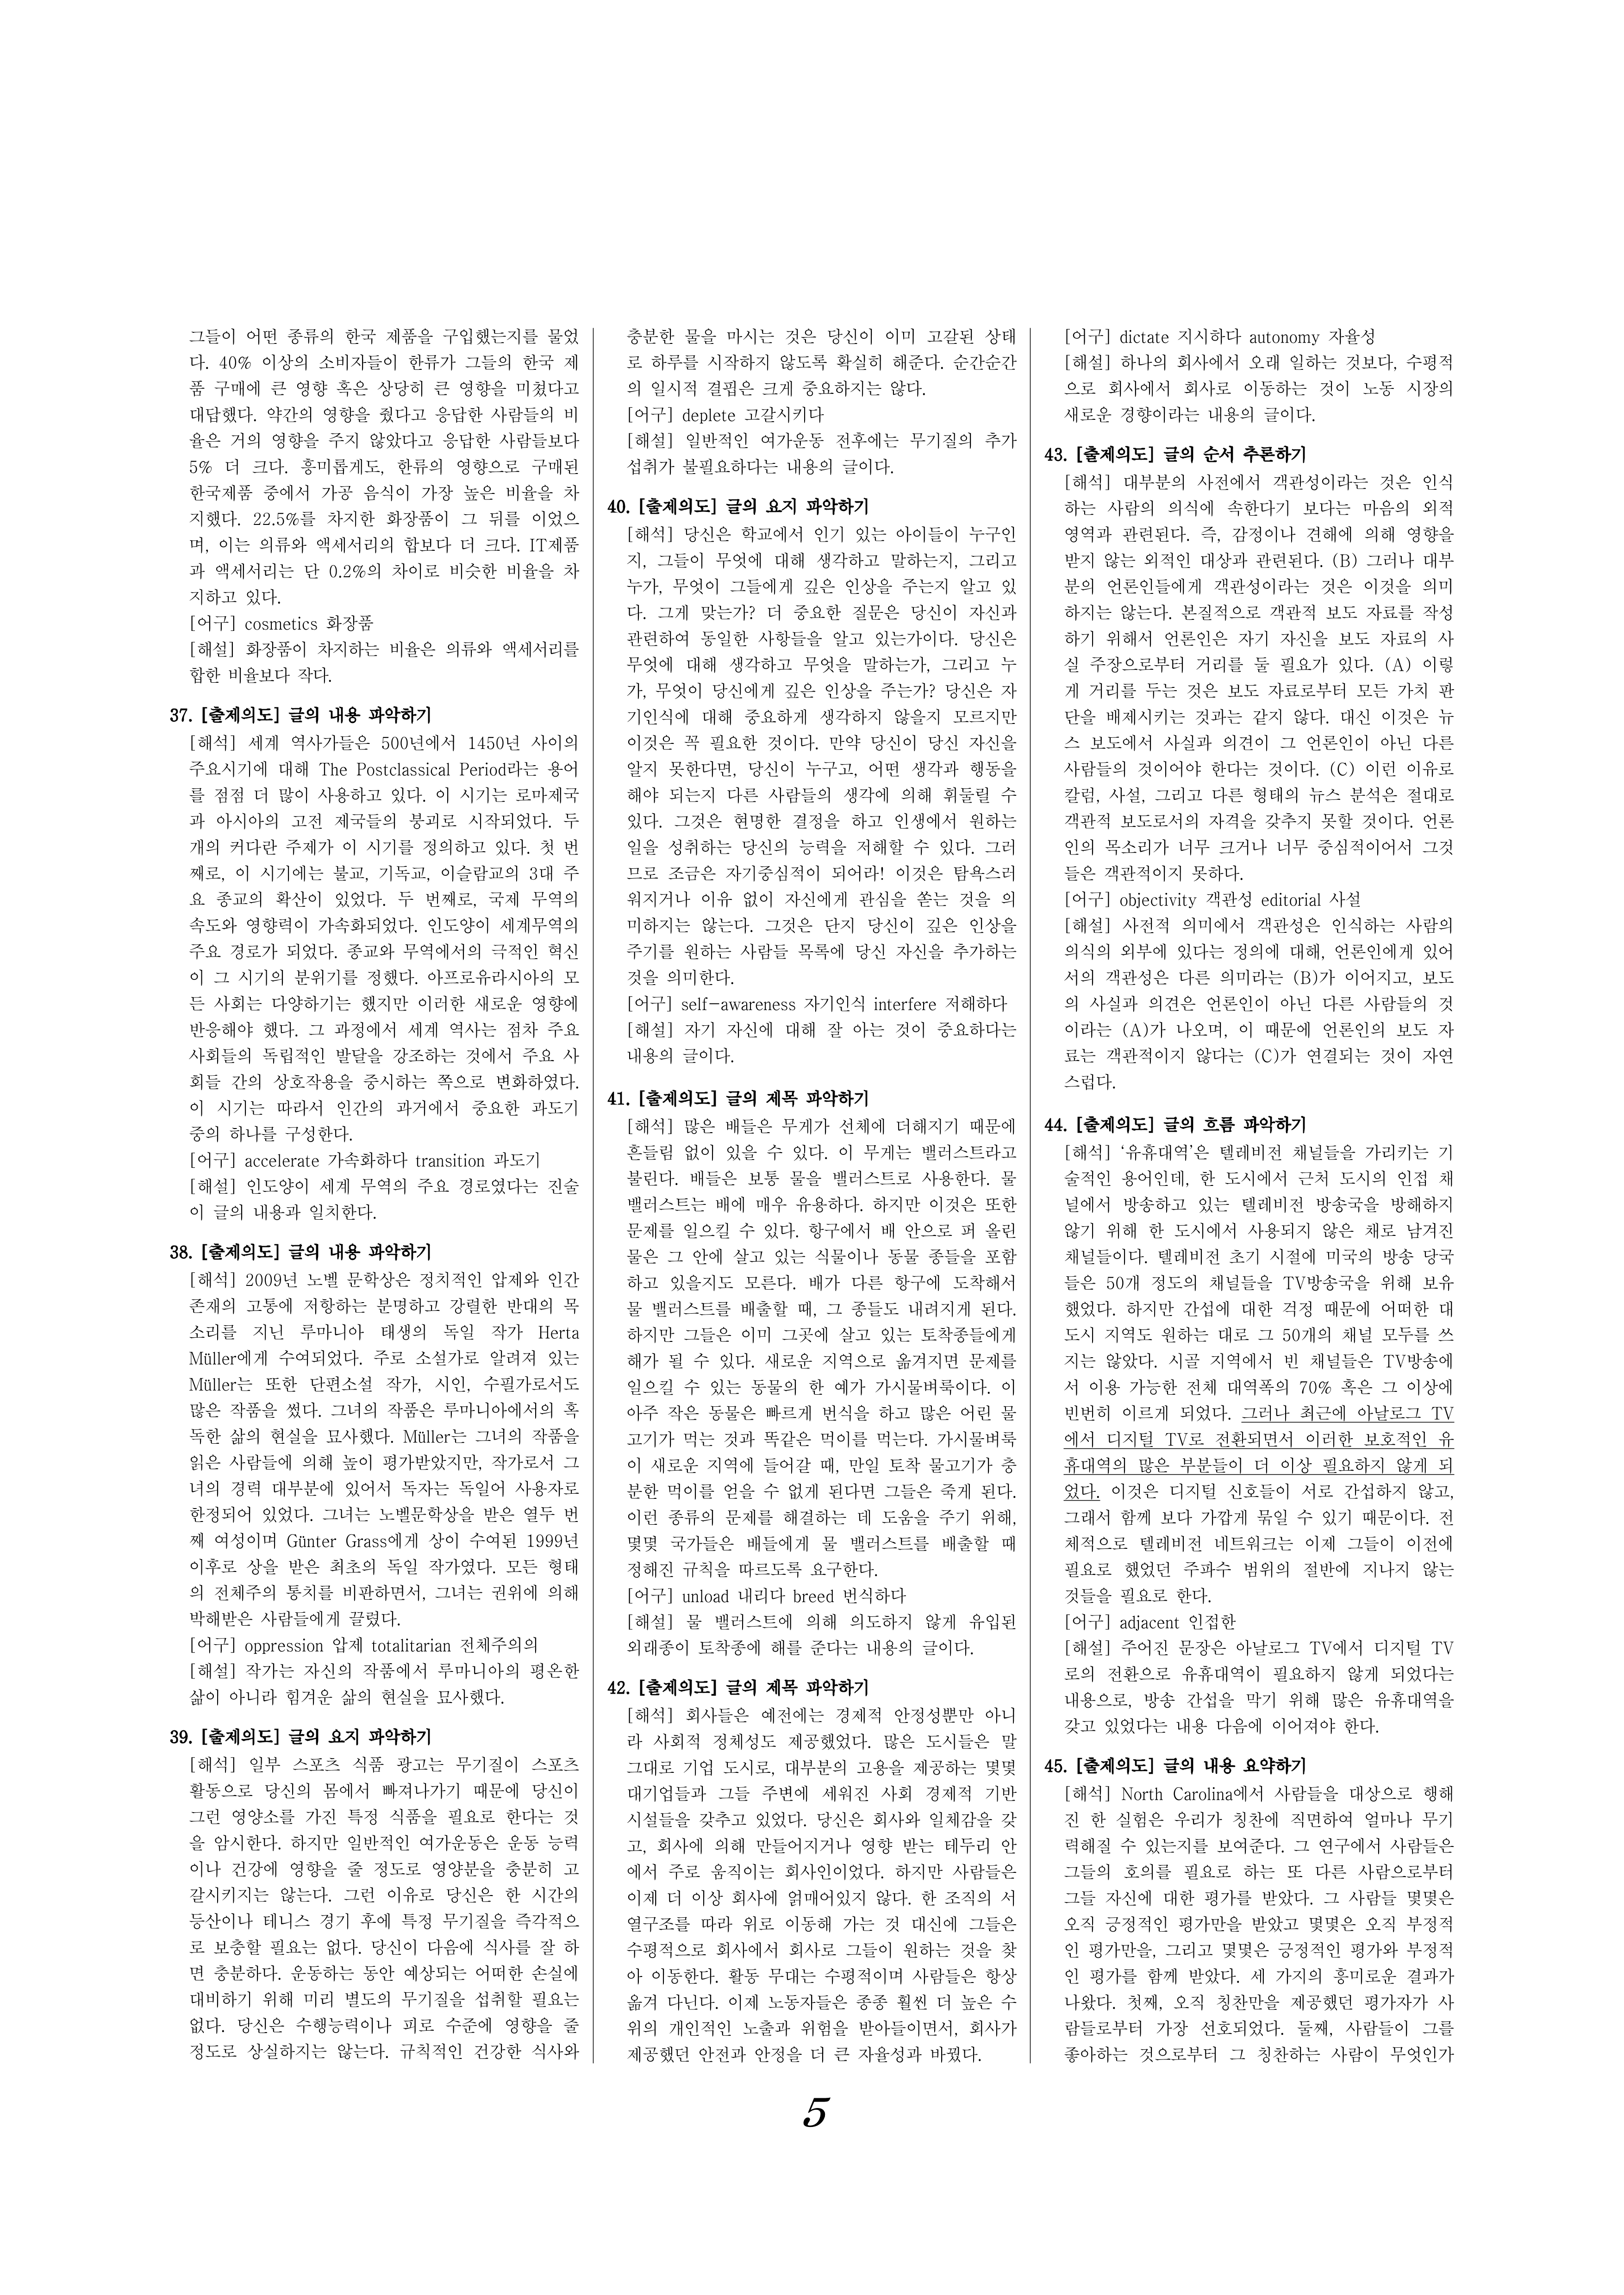 그들이 어떤 종류의 한국 제품을 구입했는지를 물었
다. 40% 이상의 소비자들이 한류가 그들의 한국 제
품 구매에 큰 영향 혹은 상당히 큰 영향을 미쳤다고
대답했다. 약간의 영향을 줬다고 응답한 사람들의 비
율은 거의 영향을 주지 않았다고 응답한 사람들보다
5% 더 크다. 흥미롭게도, 한류의 영향으로 구매된
한국제품 중에서 가공 음식이 가장 높은 비율을 차
지했다. 22.5%를 차지한 화장품이 그 뒤를 이었으
며, 이는 의류와 액세서리의 합보다 더 크다. IT제품
과 액세서리는 단 0.2%의 차이로 비슷한 비율을 차
지하고 있다.
[어구] cosmetics 화장품
[해설] 화장품이 차지하는 비율은 의류와 액세서리를
합한 비율보다 작다.
37. [출제의도] 글의 내용 파악하기
[해석] 세계 역사가들은 500년에서 1450년 사이의
주요시기에 대해 The Postclassical Period라는 용어
를 점점 더 많이 사용하고 있다. 이 시기는 로마제국
과 아시아의 고전 제국들의 붕괴로 시작되었다. 두
개의 커다란 주제가 이 시기를 정의하고 있다. 첫 번
째로, 이 시기에는 불교, 기독교, 이슬람교의 3대 주
요 종교의 확산이 있었다. 두 번째로, 국제 무역의
속도와 영향력이 가속화되었다. 인도양이 세계무역의
주요 경로가 되었다. 종교와 무역에서의 극적인 혁신
이 그 시기의 분위기를 정했다. 아프로유라시아의 모
든 사회는 다양하기는 했지만 이러한 새로운 영향에
반응해야 했다. 그 과정에서 세계 역사는 점차 주요
사회들의 독립적인 발달을 강조하는 것에서 주요 사
회들 간의 상호작용을 중시하는 쪽으로 변화하였다.
이 시기는 따라서 인간의 과거에서 중요한 과도기
중의 하나를 구성한다.
[어구] accelerate 가속화하다 transition 과도기
[해설] 인도양이 세계 무역의 주요 경로였다는 진술
이 글의 내용과 일치한다.
38. [출제의도] 글의 내용 파악하기
[해석] 2009년 노벨 문학상은 정치적인 압제와 인간
존재의 고통에 저항하는 분명하고 강렬한 반대의 목
소리를 지닌 루마니아 태생의 독일 작가 Herta
Müller에게 수여되었다. 주로 소설가로 알려져 있는
Müller는 또한 단편소설 작가, 시인, 수필가로서도
많은 작품을 썼다. 그녀의 작품은 루마니아에서의 혹
독한 삶의 현실을 묘사했다. Müller는 그녀의 작품을
읽은 사람들에 의해 높이 평가받았지만, 작가로서 그
녀의 경력 대부분에 있어서 독자는 독일어 사용자로
한정되어 있었다. 그녀는 노벨문학상을 받은 열두 번
째 여성이며 Günter Grass에게 상이 수여된 1999년
이후로 상을 받은 최초의 독일 작가였다. 모든 형태
의 전체주의 통치를 비판하면서, 그녀는 권위에 의해
박해받은 사람들에게 끌렸다.
[어구] oppression 압제 totalitarian 전체주의의
[해설] 작가는 자신의 작품에서 루마니아의 평온한
삶이 아니라 힘겨운 삶의 현실을 묘사했다.
39. [출제의도] 글의 요지 파악하기
[해석] 일부 스포츠 식품 광고는 무기질이 스포츠
활동으로 당신의 몸에서 빠져나가기 때문에 당신이
그런 영양소를 가진 특정 식품을 필요로 한다는 것
을 암시한다. 하지만 일반적인 여가운동은 운동 능력
이나 건강에 영향을 줄 정도로 영양분을 충분히 고
갈시키지는 않는다. 그런 이유로 당신은 한 시간의
등산이나 테니스 경기 후에 특정 무기질을 즉각적으
로 보충할 필요는 없다. 당신이 다음에 식사를 잘 하
면 충분하다. 운동하는 동안 예상되는 어떠한 손실에
대비하기 위해 미리 별도의 무기질을 섭취할 필요는
없다. 당신은 수행능력이나 피로 수준에 영향을 줄
정도로 상실하지는 않는다. 규칙적인 건강한 식사와
충분한 물을 마시는 것은 당신이 이미 고갈된 상태
로 하루를 시작하지 않도록 확실히 해준다. 순간순간
의 일시적 결핍은 크게 중요하지는 않다.
[어구] deplete 고갈시키다
[해설] 일반적인 여가운동 전후에는 무기질의 추가
섭취가 불필요하다는 내용의 글이다.
40. [출제의도] 글의 요지 파악하기
[해석] 당신은 학교에서 인기 있는 아이들이 누구인
지, 그들이 무엇에 대해 생각하고 말하는지, 그리고
누가, 무엇이 그들에게 깊은 인상을 주는지 알고 있
다. 그게 맞는가? 더 중요한 질문은 당신이 자신과
관련하여 동일한 사항들을 알고 있는가이다. 당신은
무엇에 대해 생각하고 무엇을 말하는가, 그리고 누
가, 무엇이 당신에게 깊은 인상을 주는가? 당신은 자
기인식에 대해 중요하게 생각하지 않을지 모르지만
이것은 꼭 필요한 것이다. 만약 당신이 당신 자신을
알지 못한다면, 당신이 누구고, 어떤 생각과 행동을
해야 되는지 다른 사람들의 생각에 의해 휘둘릴 수
있다. 그것은 현명한 결정을 하고 인생에서 원하는
일을 성취하는 당신의 능력을 저해할 수 있다. 그러
므로 조금은 자기중심적이 되어라! 이것은 탐욕스러
워지거나 이유 없이 자신에게 관심을 쏟는 것을 의
미하지는 않는다. 그것은 단지 당신이 깊은 인상을
주기를 원하는 사람들 목록에 당신 자신을 추가하는
것을 의미한다.
[어구] self-awareness 자기인식 interfere 저해하다
[해설] 자기 자신에 대해 잘 아는 것이 중요하다는
내용의 글이다.
41. [출제의도] 글의 제목 파악하기
[해석] 많은 배들은 무게가 선체에 더해지기 때문에
흔들림 없이 있을 수 있다. 이 무게는 밸러스트라고
불린다. 배들은 보통 물을 밸러스트로 사용한다. 물
밸러스트는 배에 매우 유용하다. 하지만 이것은 또한
문제를 일으킬 수 있다. 항구에서 배 안으로 퍼 올린
물은 그 안에 살고 있는 식물이나 동물 종들을 포함
하고 있을지도 모른다. 배가 다른 항구에 도착해서
물 밸러스트를 배출할 때, 그 종들도 내려지게 된다.
하지만 그들은 이미 그곳에 살고 있는 토착종들에게
해가 될 수 있다. 새로운 지역으로 옮겨지면 문제를
일으킬 수 있는 동물의 한 예가 가시물벼룩이다. 이
아주 작은 동물은 빠르게 번식을 하고 많은 어린 물
고기가 먹는 것과 똑같은 먹이를 먹는다. 가시물벼룩
이 새로운 지역에 들어갈 때, 만일 토착 물고기가 충
분한 먹이를 얻을 수 없게 된다면 그들은 죽게 된다.
이런 종류의 문제를 해결하는 데 도움을 주기 위해,
몇몇 국가들은 배들에게 물 밸러스트를 배출할 때
정해진 규칙을 따르도록 요구한다.
[어구] unload 내리다 breed 번식하다
[해설] 물 밸러스트에 의해 의도하지 않게 유입된
외래종이 토착종에 해를 준다는 내용의 글이다.
42. [출제의도] 글의 제목 파악하기
[해석] 회사들은 예전에는 경제적 안정성뿐만 아니
라 사회적 정체성도 제공했었다. 많은 도시들은 말
그대로 기업 도시로, 대부분의 고용을 제공하는 몇몇
대기업들과 그들 주변에 세워진 사회 경제적 기반
시설들을 갖추고 있었다. 당신은 회사와 일체감을 갖
고, 회사에 의해 만들어지거나 영향 받는 테두리 안
에서 주로 움직이는 회사인이었다. 하지만 사람들은
이제 더 이상 회사에 얽매어있지 않다. 한 조직의 서
열구조를 따라 위로 이동해 가는 것 대신에 그들은
수평적으로 회사에서 회사로 그들이 원하는 것을 찾
아 이동한다. 활동 무대는 수평적이며 사람들은 항상
옮겨 다닌다. 이제 노동자들은 종종 훨씬 더 높은 수
위의 개인적인 노출과 위험을 받아들이면서, 회사가
제공했던 안전과 안정을 더 큰 자율성과 바꿨다.
[어구] dictate 지시하다 autonomy 자율성
[해설] 하나의 회사에서 오래 일하는 것보다, 수평적
으로 회사에서 회사로 이동하는 것이 노동 시장의
새로운 경향이라는 내용의 글이다.
43. [출제의도] 글의 순서 추론하기
[해석] 대부분의 사전에서 객관성이라는 것은 인식
하는 사람의 의식에 속한다기 보다는 마음의 외적
영역과 관련된다. 즉, 감정이나 견해에 의해 영향을
받지 않는 외적인 대상과 관련된다. (B) 그러나 대부
분의 언론인들에게 객관성이라는 것은 이것을 의미
하지는 않는다. 본질적으로 객관적 보도 자료를 작성
하기 위해서 언론인은 자기 자신을 보도 자료의 사
실 주장으로부터 거리를 둘 필요가 있다. (A) 이렇
게 거리를 두는 것은 보도 자료로부터 모든 가치 판
단을 배제시키는 것과는 같지 않다. 대신 이것은 뉴
스 보도에서 사실과 의견이 그 언론인이 아닌 다른
사람들의 것이어야 한다는 것이다. (C) 이런 이유로
칼럼, 사설, 그리고 다른 형태의 뉴스 분석은 절대로
객관적 보도로서의 자격을 갖추지 못할 것이다. 언론
인의 목소리가 너무 크거나 너무 중심적이어서 그것
들은 객관적이지 못하다.
[어구] objectivity 객관성 editorial 사설
[해설] 사전적 의미에서 객관성은 인식하는 사람의
의식의 외부에 있다는 정의에 대해, 언론인에게 있어
서의 객관성은 다른 의미라는 (B)가 이어지고, 보도
의 사실과 의견은 언론인이 아닌 다른 사람들의 것
이라는 (A)가 나오며, 이 때문에 언론인의 보도 자
료는 객관적이지 않다는 (C)가 연결되는 것이 자연
스럽다.
44. [출제의도] 글의 흐름 파악하기
[해석] ‘유휴대역’은 텔레비전 채널들을 가리키는 기
술적인 용어인데, 한 도시에서 근처 도시의 인접 채
널에서 방송하고 있는 텔레비전 방송국을 방해하지
않기 위해 한 도시에서 사용되지 않은 채로 남겨진
채널들이다. 텔레비전 초기 시절에 미국의 방송 당국
들은 50개 정도의 채널들을 TV방송국을 위해 보유
했었다. 하지만 간섭에 대한 걱정 때문에 어떠한 대
도시 지역도 원하는 대로 그 50개의 채널 모두를 쓰
지는 않았다. 시골 지역에서 빈 채널들은 TV방송에
서 이용 가능한 전체 대역폭의 70% 혹은 그 이상에
빈번히 이르게 되었다. 그러나 최근에 아날로그 TV
에서 디지털 TV로 전환되면서 이러한 보호적인 유
휴대역의 많은 부분들이 더 이상 필요하지 않게 되
었다. 이것은 디지털 신호들이 서로 간섭하지 않고,
그래서 함께 보다 가깝게 묶일 수 있기 때문이다. 전
체적으로 텔레비전 네트워크는 이제 그들이 이전에
필요로 했었던 주파수 범위의 절반에 지나지 않는
것들을 필요로 한다.
[어구] adjacent 인접한
[해설] 주어진 문장은 아날로그 TV에서 디지털 TV
로의 전환으로 유휴대역이 필요하지 않게 되었다는
내용으로, 방송 간섭을 막기 위해 많은 유휴대역을
갖고 있었다는 내용 다음에 이어져야 한다.
45. [출제의도] 글의 내용 요약하기
[해석] North Carolina에서 사람들을 대상으로 행해
진 한 실험은 우리가 칭찬에 직면하여 얼마나 무기
력해질 수 있는지를 보여준다. 그 연구에서 사람들은
그들의 호의를 필요로 하는 또 다른 사람으로부터
그들 자신에 대한 평가를 받았다. 그 사람들 몇몇은
오직 긍정적인 평가만을 받았고 몇몇은 오직 부정적
인 평가만을, 그리고 몇몇은 긍정적인 평가와 부정적
인 평가를 함께 받았다. 세 가지의 흥미로운 결과가
나왔다. 첫째, 오직 칭찬만을 제공했던 평가자가 사
람들로부터 가장 선호되었다. 둘째, 사람들이 그를
좋아하는 것으로부터 그 칭찬하는 사람이 무엇인가
5